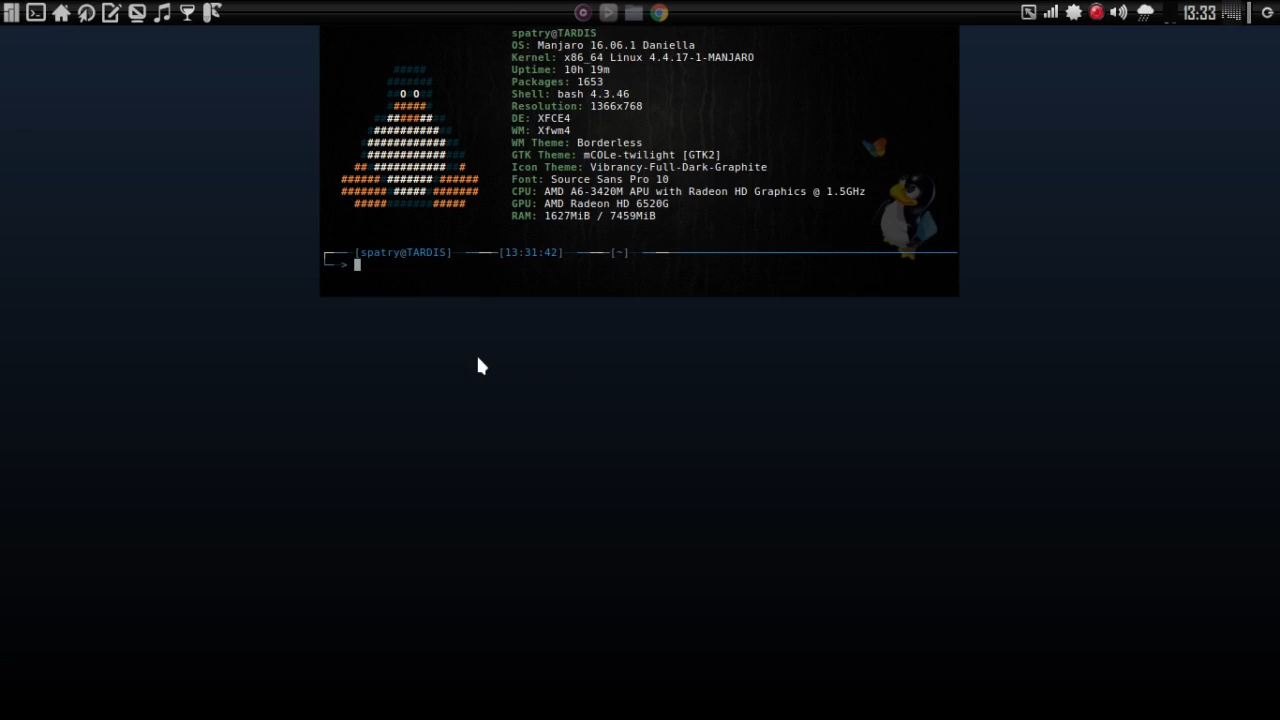 13:33
spatry@TARDIS
OS: Manjaro 16.06.1 Daniella
Kernel: x86_64 Linux 4.4.17-1-MANJARO
Uptime: 10h 19m
Packages: 1653
Shell: bash 4.3.46
Resolution: 1366x768
DE: XFCE4
WM: Xfwm4
WM Theme: Borderless
GTK Theme: mCOLe-twilight [GTK2]
Icon Theme: Vibrancy-Full-Dark-Graphite
Font: Source Sans Pro 10
CPU: AMD A6-3420M APU with Radeon HD Graphics @ 1.5GHz
GPU: AMD Radeon HD 6520G
RAM: 1627MiB / 7459MiB
[spatry@TARDIS] [13:31:42] [~]
>